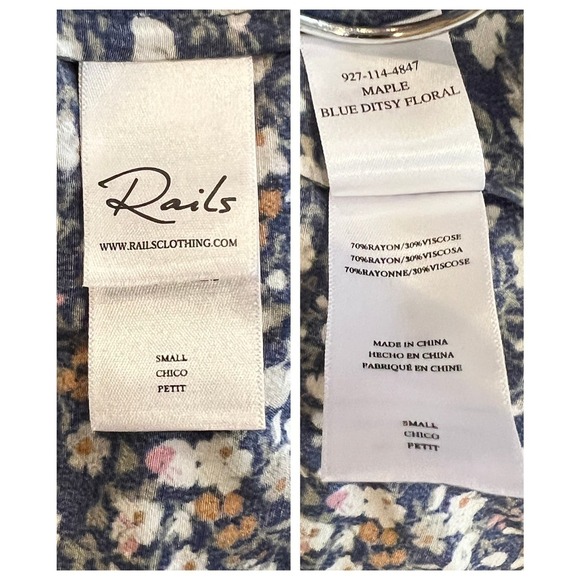 Rails
WWW.RAILSCLOTHING.COM
SMALL
CHICO
PETIT
927-114-4847
MAPLE
BLUE DITSY FLORAL
70%RAYON/30%VISCOSE
70%RAYON/30%VISCOSA
70%RAYONNE/30%VISCOSE
MADE IN CHINA
HECHO EN CHINA
FABRIQUÉ EN CHINE
SMALL
CHICO
PETIT